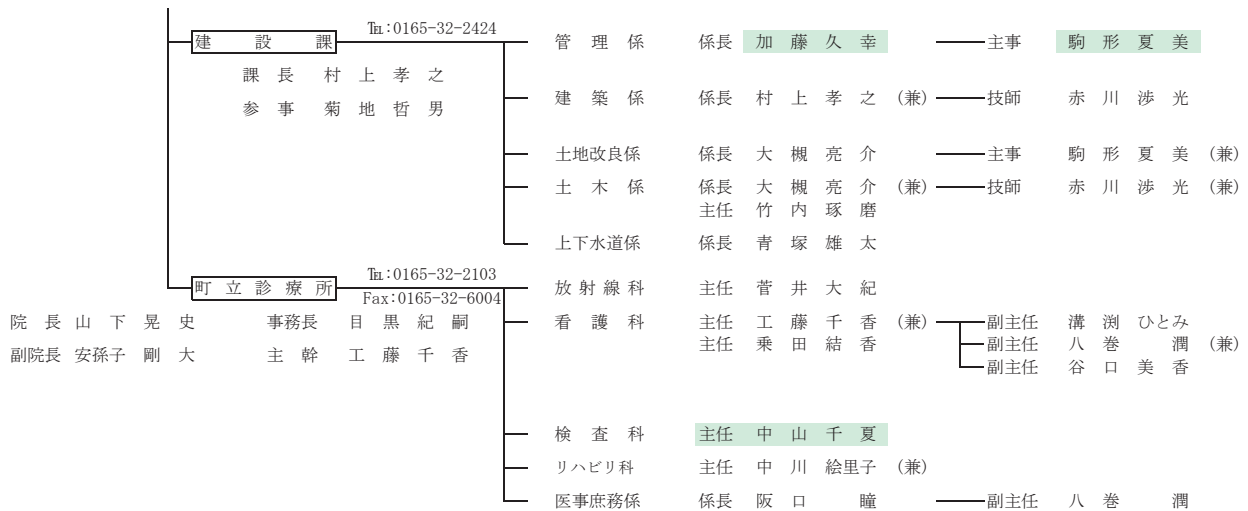 ℡:0165-32-2424
建設課 管理係 係長 加藤久幸 主事 駒形夏美
課長 村上孝之
建築係 係長 村上孝之 (兼) 技師 赤川渉光
参事 菊地哲男
土地改良係 係長 大槻亮介 主事 駒形夏美 (兼)
土木係 係長 大槻亮介 (兼) 技師 赤川渉光 (兼)
主任 竹内琢磨
上下水道係 係長 青塚雄太
℡:0165-32-2103
町立診療所 放射線科 主任 菅井大紀
Fax:0165-32-6004
院長 山下晃史 事務長 目黒紀嗣 看護科 主任 工藤千香 (兼) 副主任 溝渕ひとみ
主任 乗田結香 副主任 八巻潤 (兼)
副院長 安孫子剛大 主幹 工藤千香
副主任 谷口美香
検査科 主任 中山千夏
リハビリ科 主任 中川絵里子 (兼)
医事庶務係 係長 阪口瞳 副主任 八巻潤